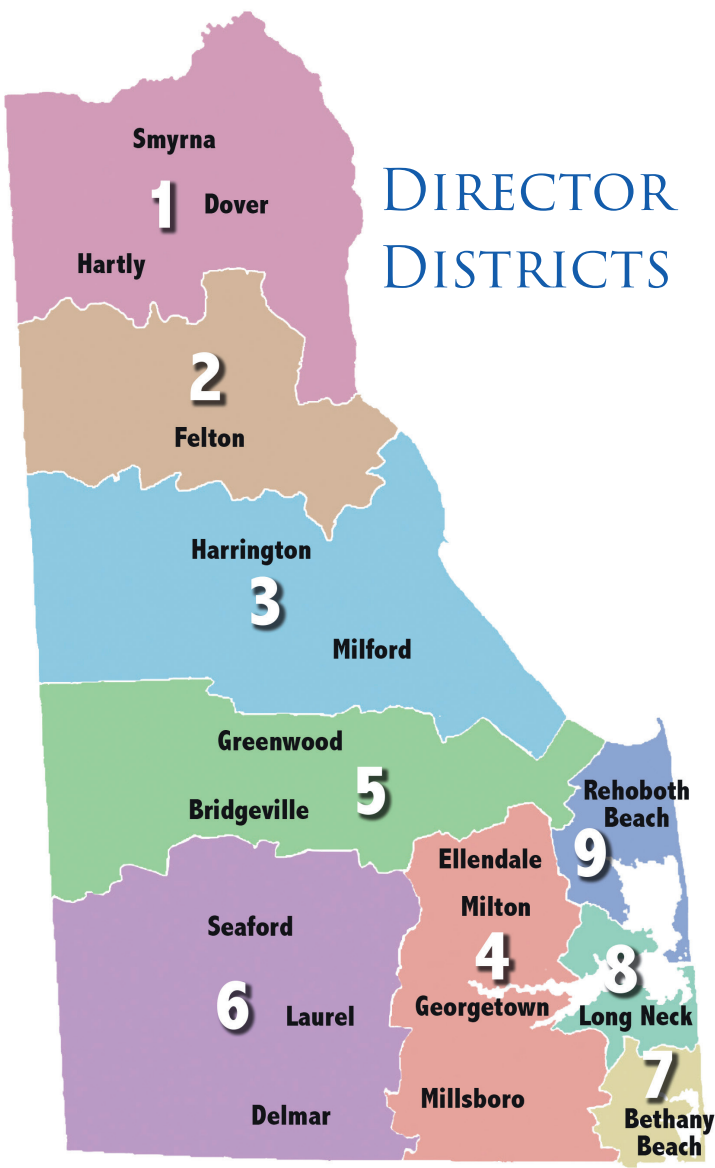 DIRECTOR
DISTRICTS
Smyrna
1
Dover
Hartly
2
Felton
Harrington
3
Milford
Greenwood
5
Bridgeville
Rehoboth
Beach
9
Ellendale
Milton
4
Georgetown
Millsboro
Seaford
6
Laurel
Delmar
8
Long Neck
7
Bethany
Beach